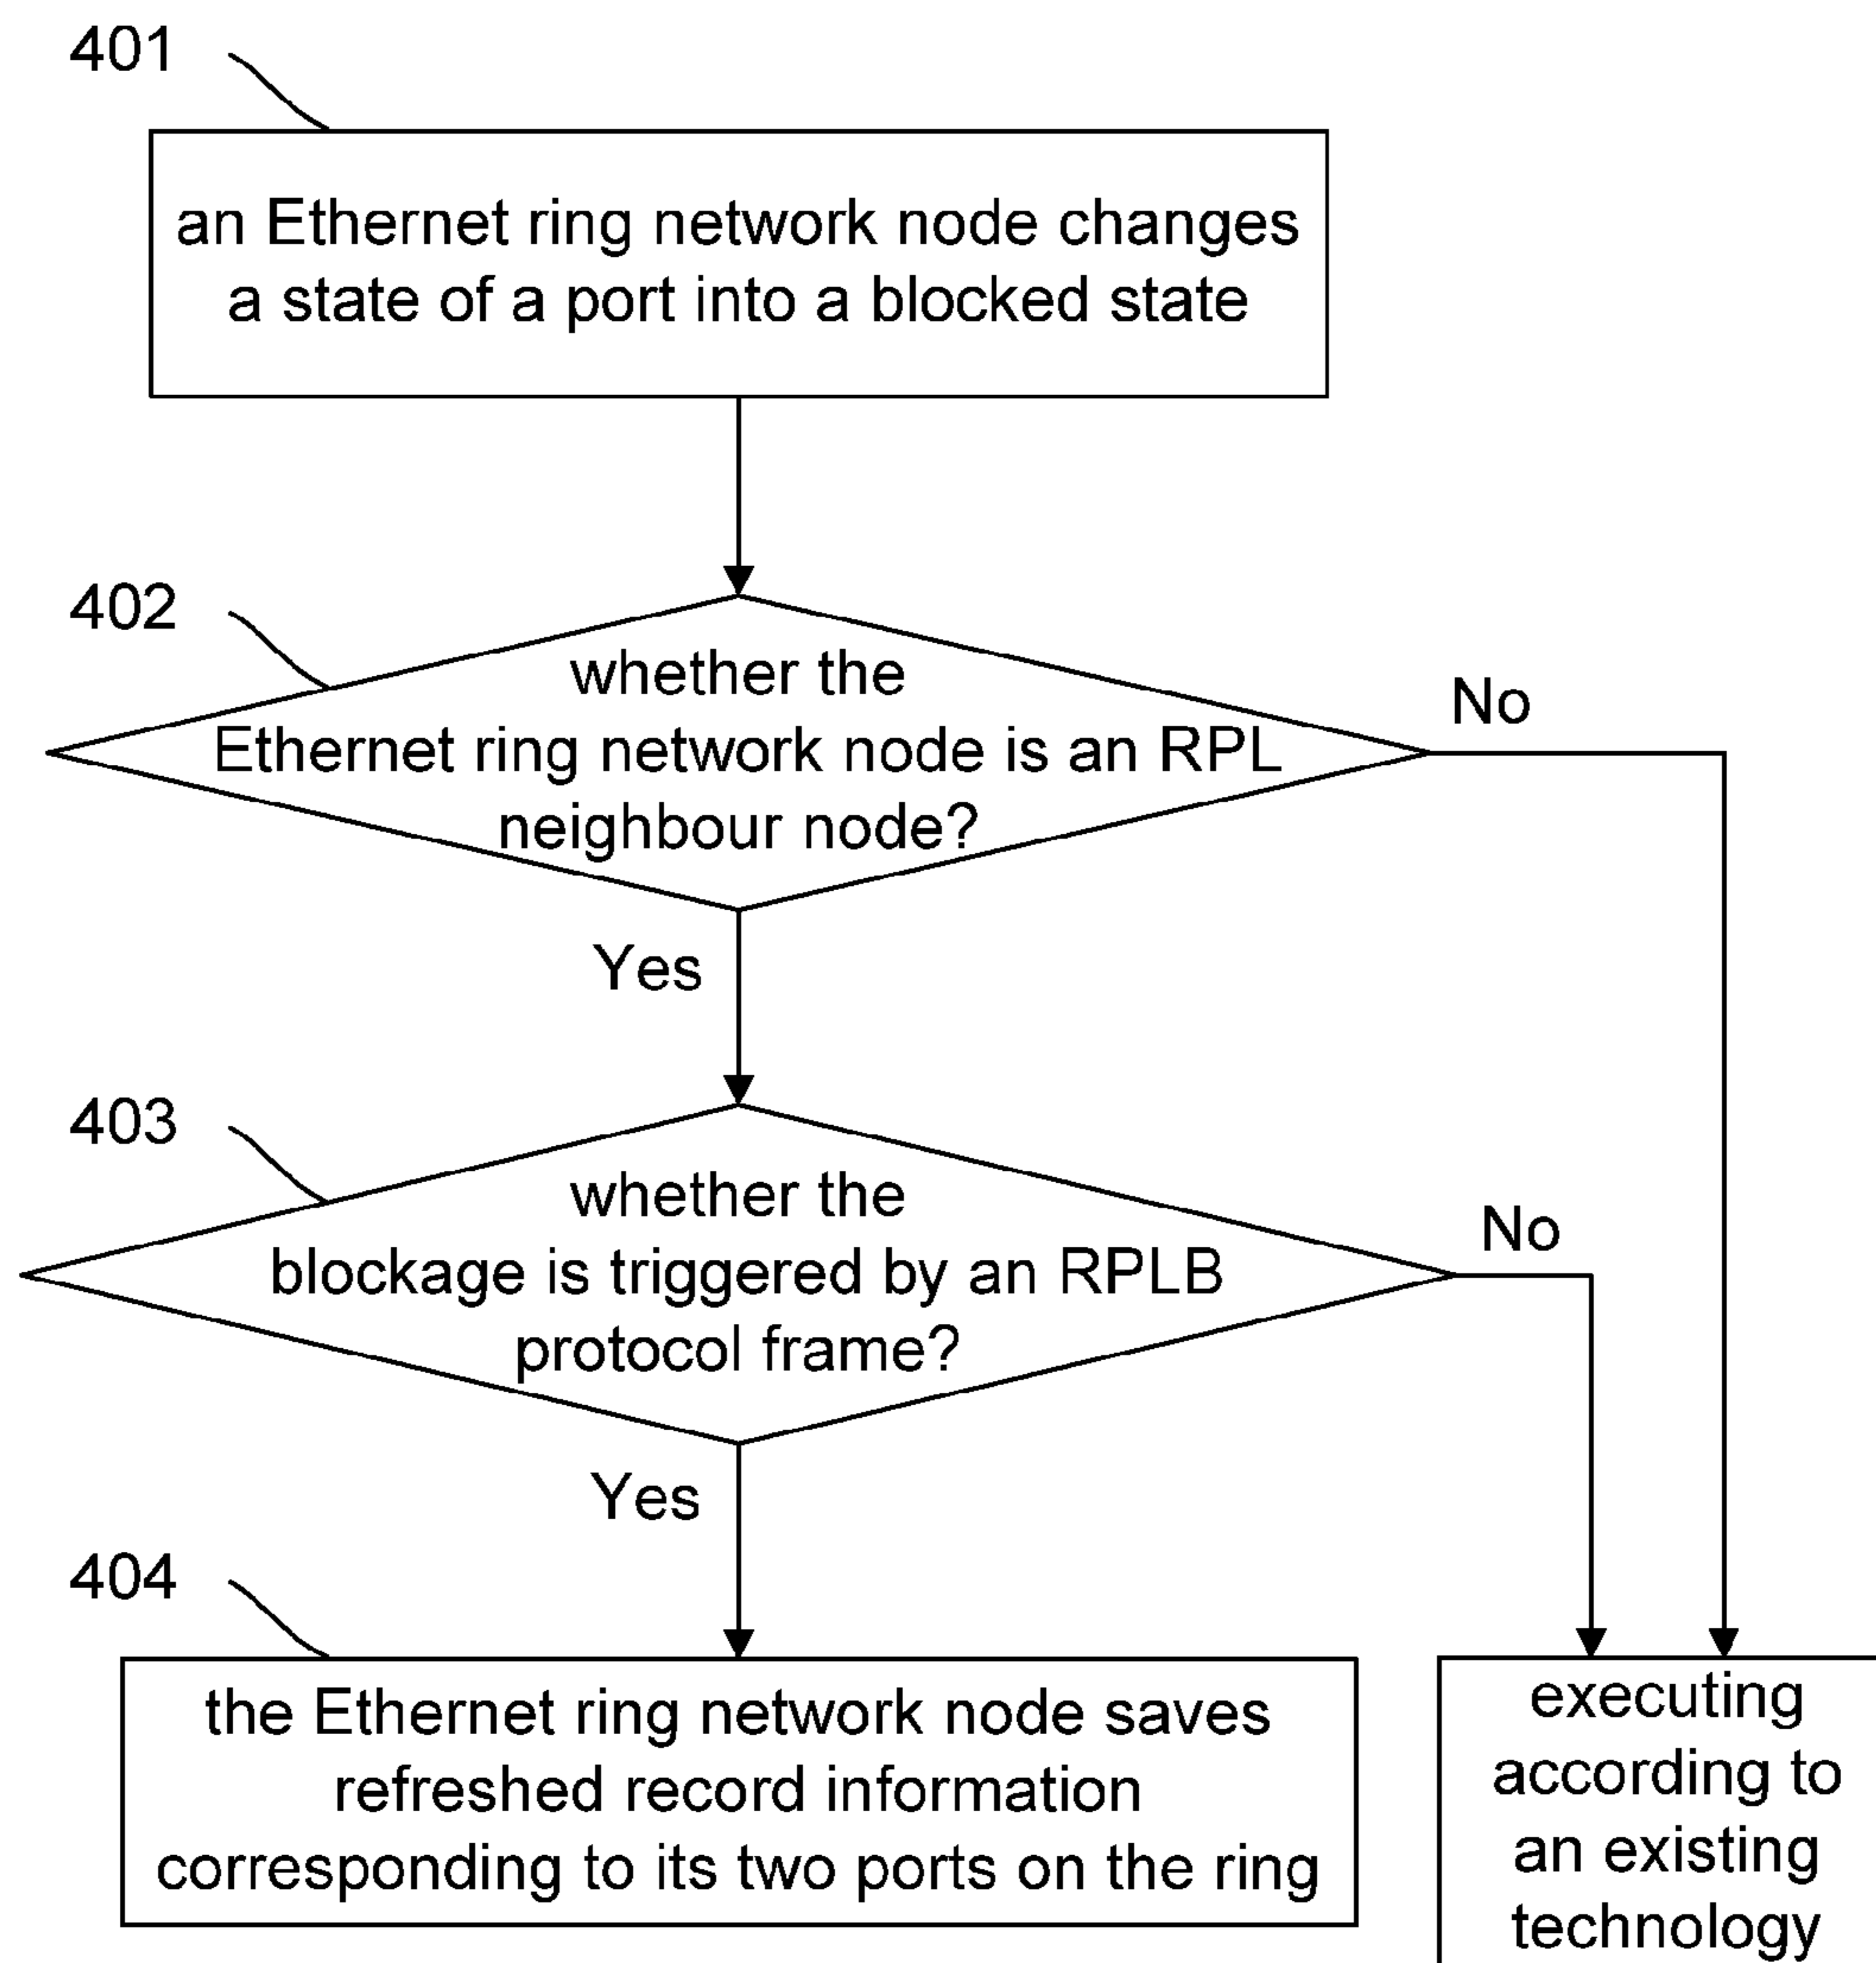 401
an Ethernet ring network node changes
a state of a port into a blocked state
402
whether the
Ethernet ring network node is an RPL
neighbour node?
No
Yes
403
whether the
blockage is triggered by an RPLB
protocol frame?
No
Yes
404
the Ethernet ring network node saves
refreshed record information
corresponding to its two ports on the ring
executing
according to
an existing
technology